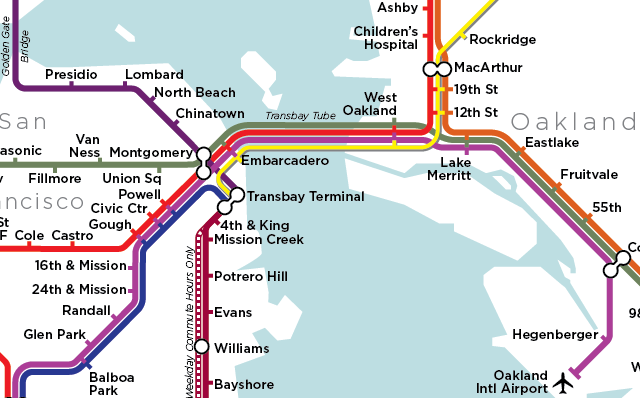 Ashby
Children's
Hospital
Rockridge
MacArthur
19th St
12th St
Golden Gate
Bridge
Presidio
Lombard
North Beach
Chinatown
San
Transbay Tube
West
Oakland
Oakland
asonic
Van
Ness
Montgomery
Embarcadero
Lake
Merritt
Eastlake
Fruitvale
55th
y
Fillmore
Union Sq
Powell
ncisco
Civic Ctr
Gough
Transbay Terminal
St
F
Cole
Castro
4th & King
Mission Creek
16th & Mission
24th & Mission
Randall
Glen Park
Balboa
Park
Weekday Commute Hours Only
Potrero Hill
Evans
Williams
Bayshore
Co
98
Hegenberger
W
Oakland
Intl Airport